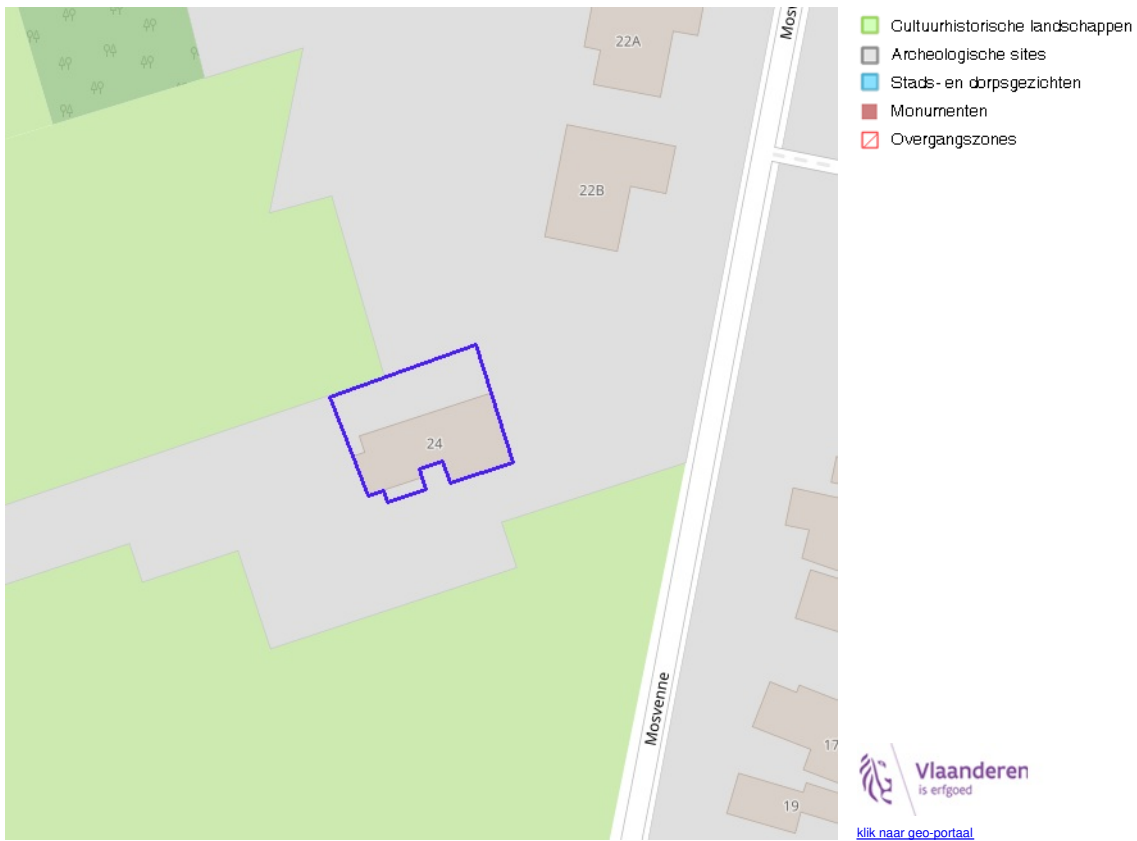 22A
Mosv
22B
24
Mosvenne
17
19
Cultuurhistorische landschappen
Archeologische sites
Stads- en dorpsgezichten
Monumenten
Overgangszones
Vlaanderen
is erfgoed
klik naar geo-portaal